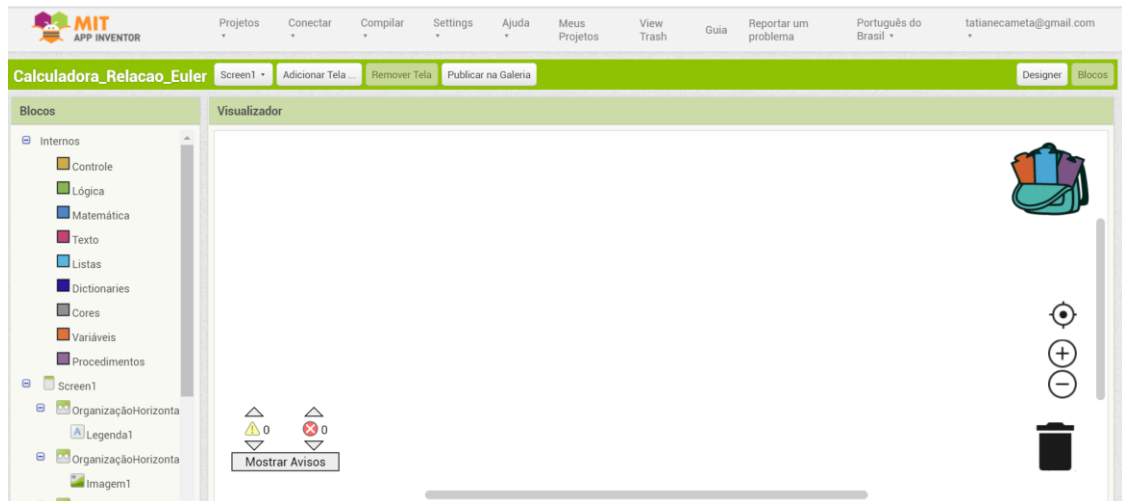 MIT
APP INVENTOR
Projetos
Conectar
Compilar
Settings
Ajuda
Meus
Projetos
View
Trash
Guia
Reportar um
problema
Português do
Brasil
tatianecameta@gmail.com
Calculadora_Relacao_Euler
Screen1
Adicionar Tela ...
Remover Tela
Publicar na Galeria
Designer
Blocos
Blocos
Visualizador
Internos
Controle
Lógica
Matemática
Texto
Listas
Dictionaries
Cores
Variáveis
Procedimentos
Screen1
OrganizaçãoHorizonta
A Legenda1
OrganizaçãoHorizonta
Imagem1
0
0
Mostrar Avisos